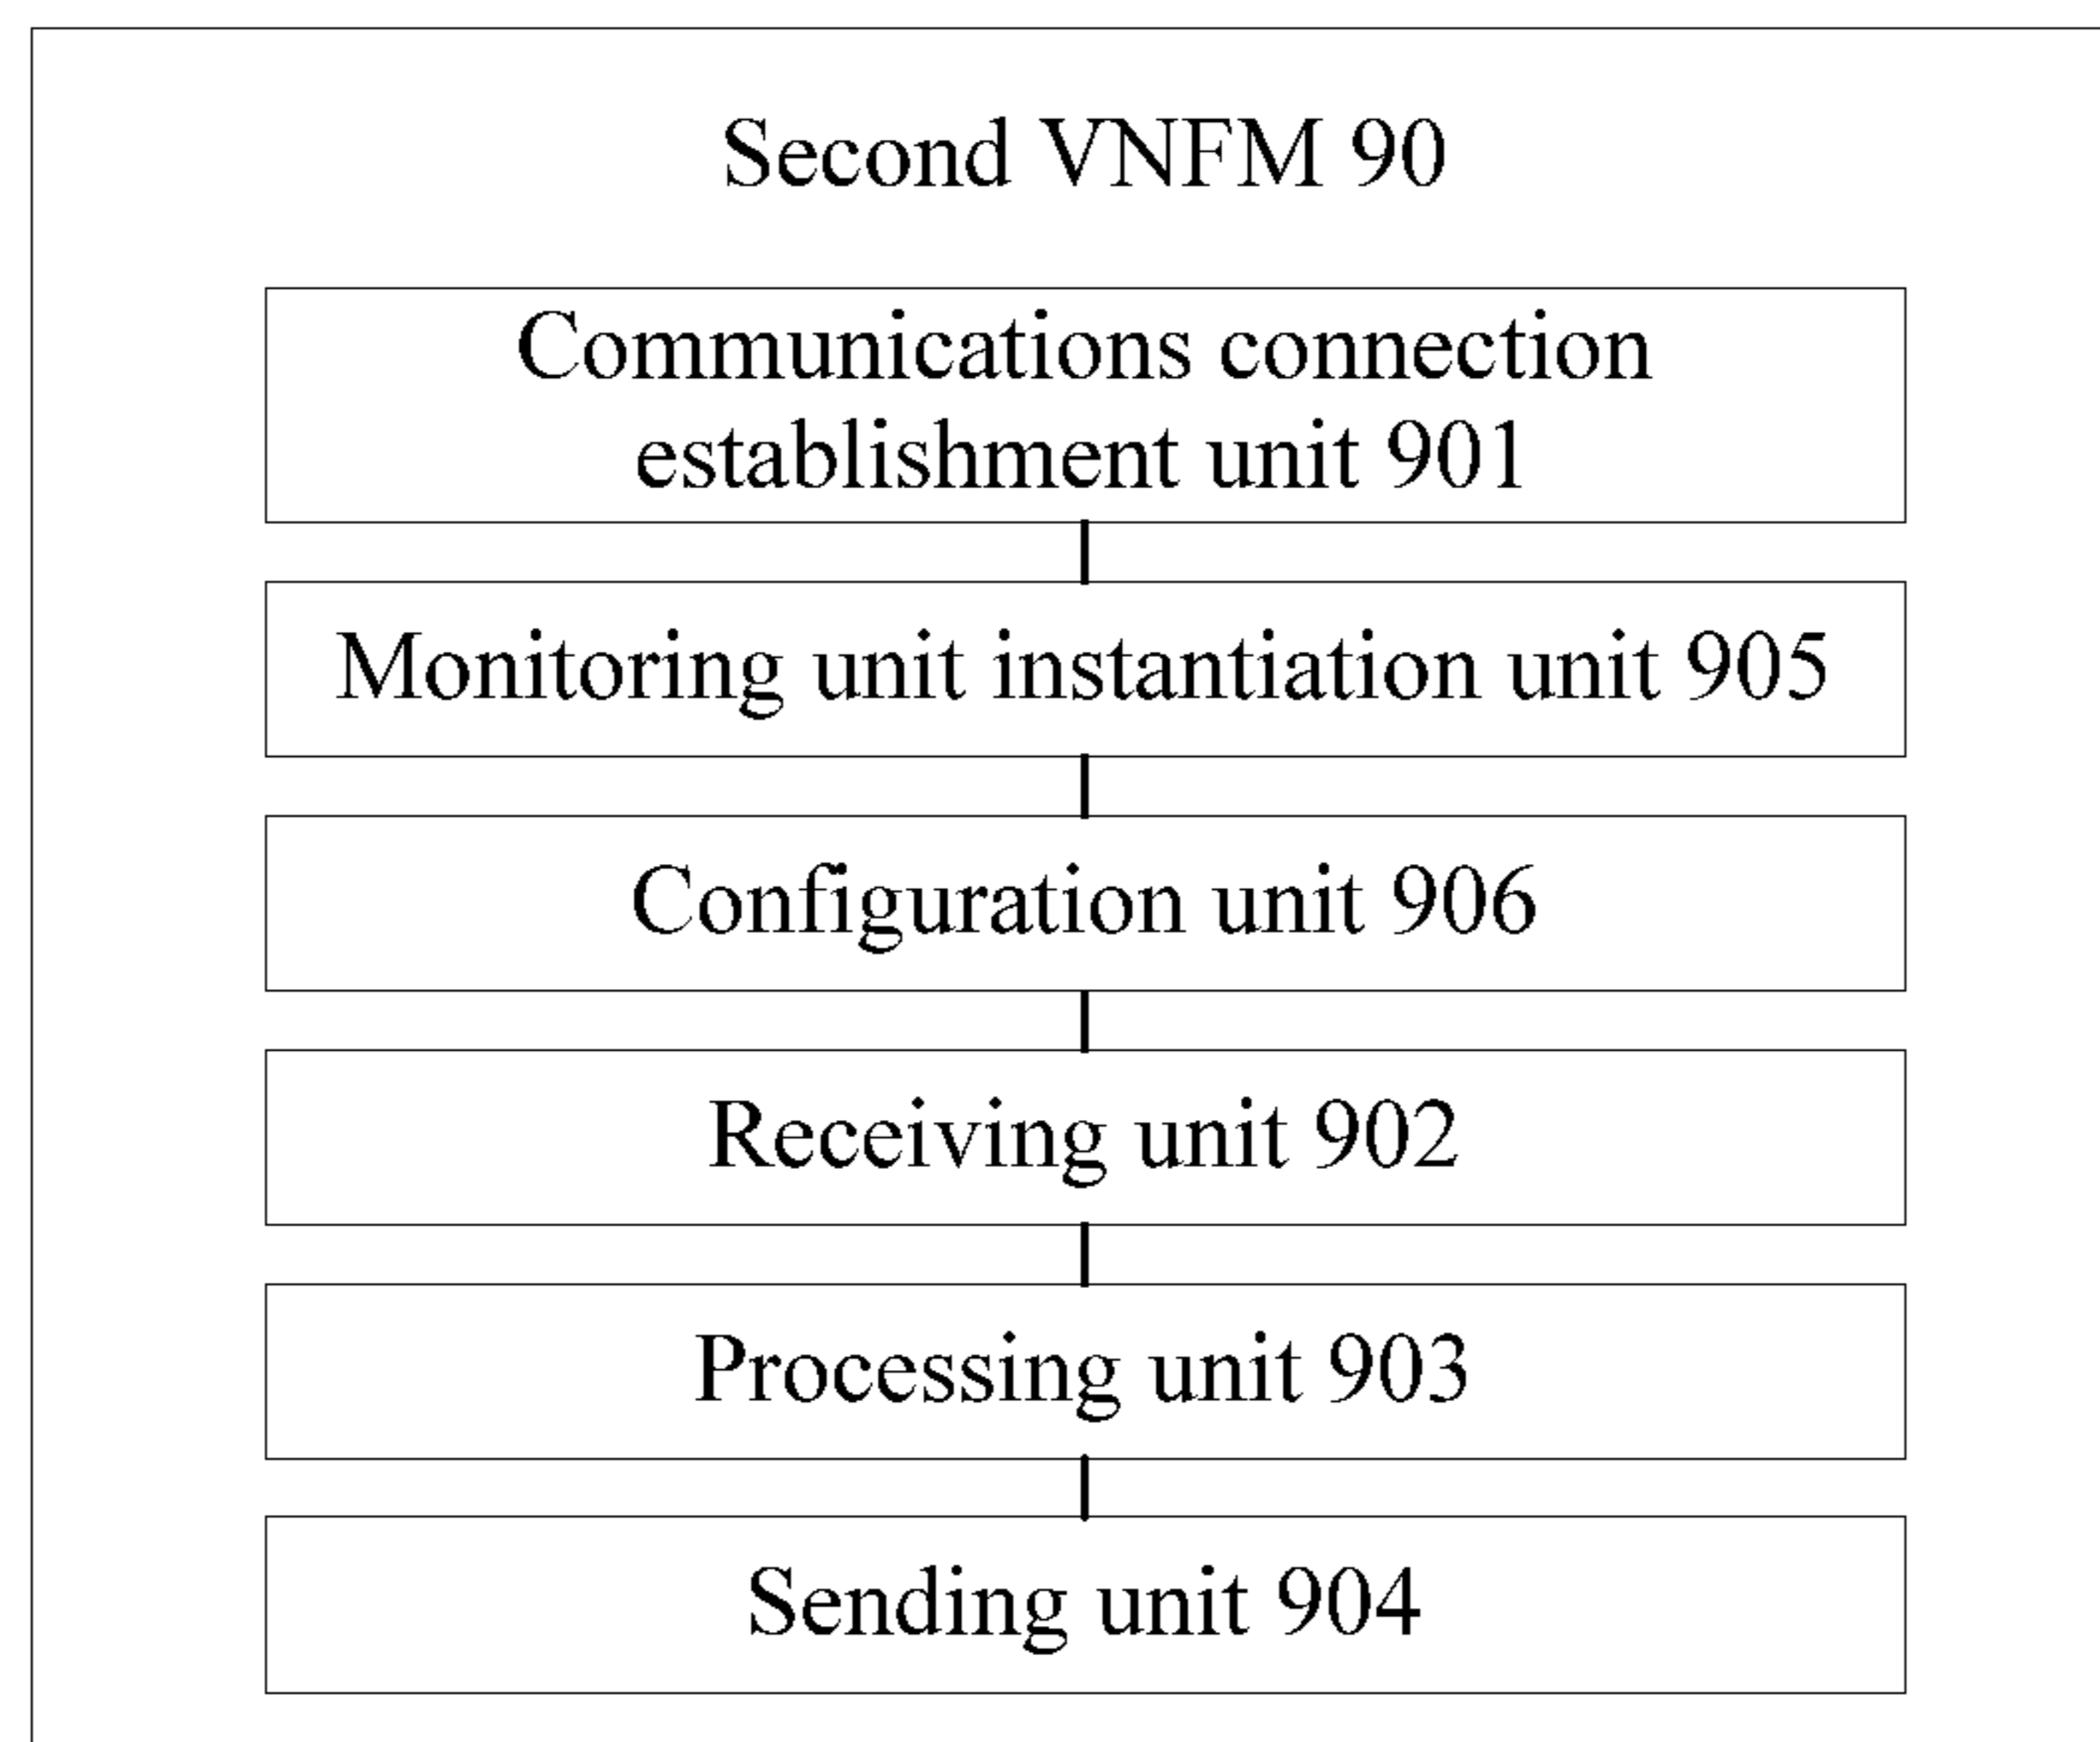 Second VNFM 90
Communications connection
establishment unit 901
Monitoring unit instantiation unit 905
Configuration unit 906
Receiving unit 902
Processing unit 903
Sending unit 904